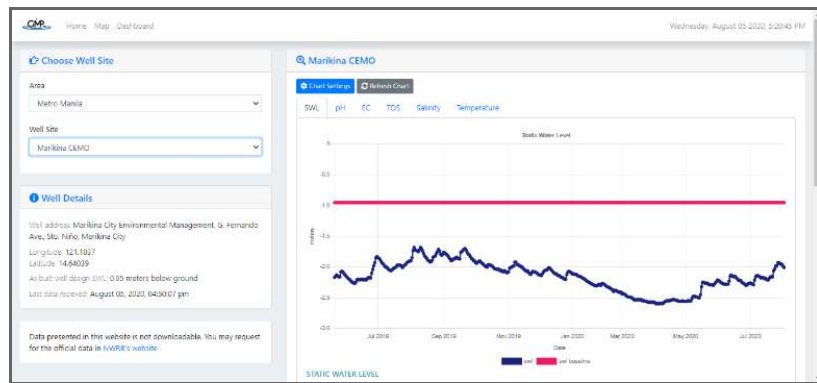 GMP
Home Map Dashboard
Wednesday, August 05 2020, 5:20:45 PM
Choose Well Site
Area
Metro Manila
Well Site
Marikina CEMO
Well Details
Well address: Marikina City Environmental Management, G. Fernando
Ave., Sto. Niño, Marikina City
Longitude: 121.1037
Latitude: 14.64039
As built well design SWL: 0.95 meters below ground
Last data recieved: August 05, 2020, 04:50:07 pm
Data presented in this website is not downloadable. You may request
for the official data in NWRB's website
Marikina CEMO
Chart Settings Refresh Chart
SWL pH EC TDS Salinity Temperature
Static Water Level
0
-0.5
-1.0
-1.5
-2.0
-2.5
-3.0
meters
Jul 2019 Sep 2019 Nov 2019 Jan 2020 Mar 2020 May 2020 Jul 2020
Date
swl swl baseline
STATIC WATER LEVEL